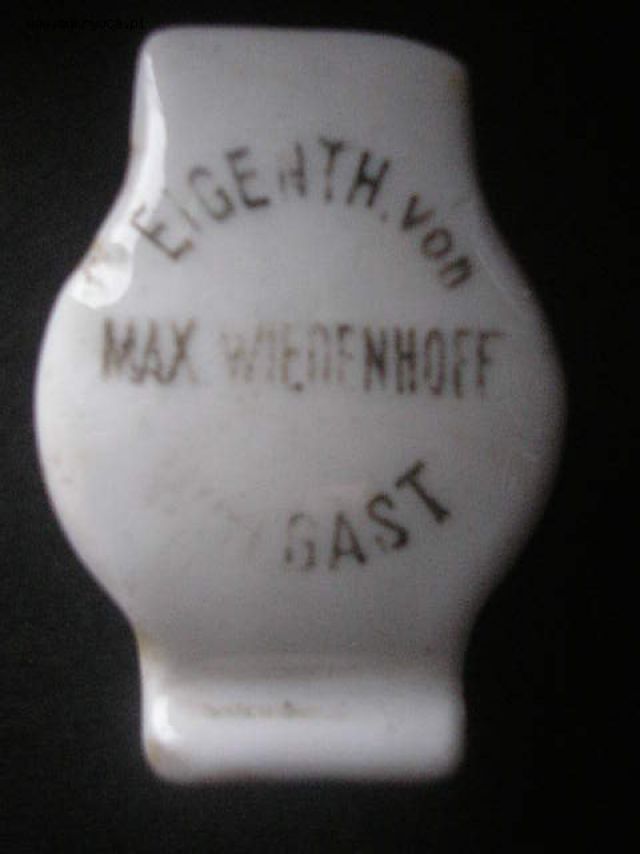 EIGENTH. von
MAX WIEDENHOFF
GAST